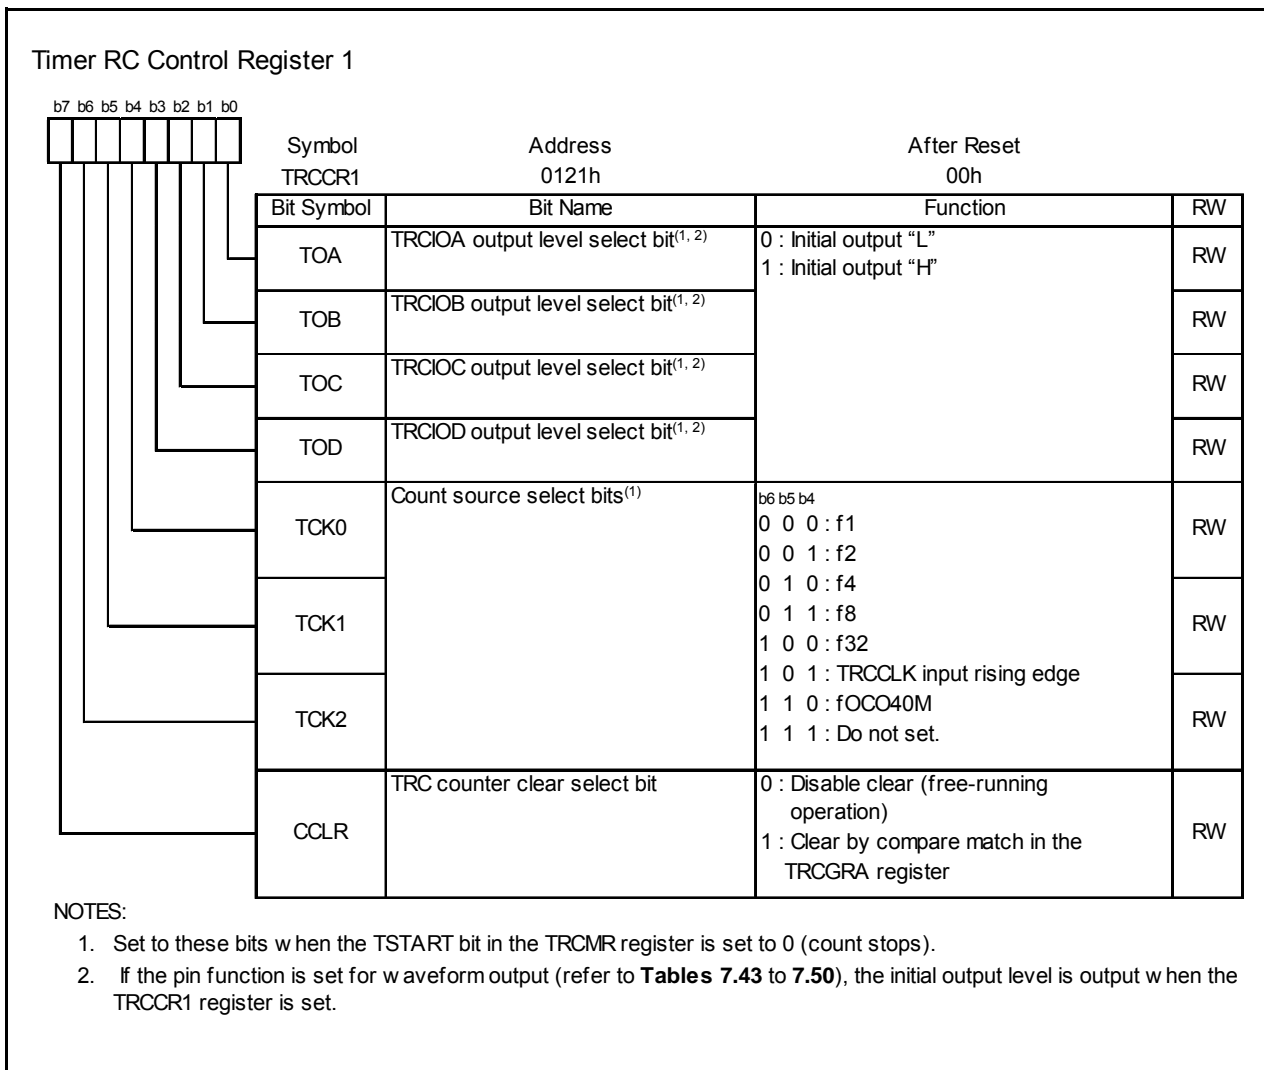 Timer RC Control Register 1
b7 b6 b5 b4 b3 b2 b1 b0
Symbol Address After Reset
TRCCR1 0121h 00h
Bit Symbol Bit Name Function RW
TOA TRCIOA output level select bit(1, 2) 0 : Initial output “L” RW
1 : Initial output “H”
TOB TRCIOB output level select bit(1, 2) RW
TOC TRCIOC output level select bit(1, 2) RW
TOD TRCIOD output level select bit(1, 2) RW
TCK0 Count source select bits(1) b6 b5 b4 RW
0 0 0 : f1
0 0 1 : f2
0 1 0 : f4
TCK1 0 1 1 : f8 RW
1 0 0 : f32
1 0 1 : TRCCLK input rising edge
TCK2 1 1 0 : fOCO40M RW
1 1 1 : Do not set.
CCLR TRC counter clear select bit 0 : Disable clear (free-running RW
operation)
1 : Clear by compare match in the
TRCGRA register
NOTES:
1. Set to these bits when the TSTART bit in the TRCMR register is set to 0 (count stops).
2. If the pin function is set for waveform output (refer to Tables 7.43 to 7.50), the initial output level is output when the
TRCCR1 register is set.